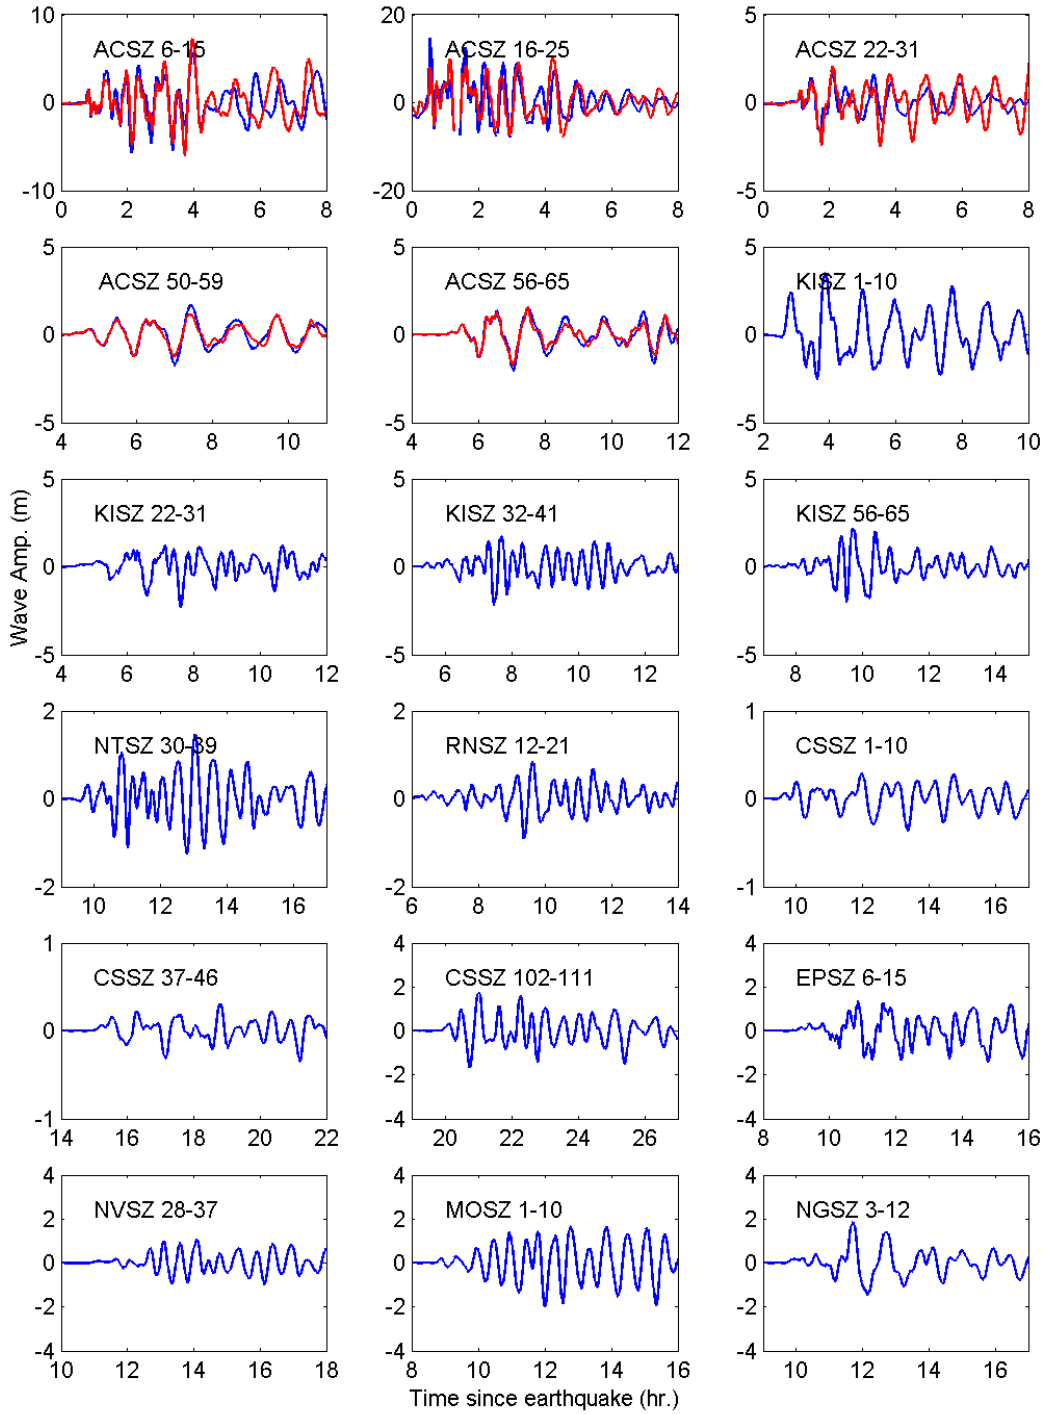 10
ACSZ 6-15
0
-10
0 2 4 6 8
20
ACSZ 16-25
0
-20
0 2 4 6 8
5
ACSZ 22-31
0
-5
0 2 4 6 8
5
ACSZ 50-59
0
-5
4 6 8 10
5
ACSZ 56-65
0
-5
4 6 8 10 12
5
KISZ 1-10
0
-5
2 4 6 8 10
Wave Amp. (m)
5
KISZ 22-31
0
-5
4 6 8 10 12
5
KISZ 32-41
0
-5
6 8 10 12
5
KISZ 56-65
0
-5
8 10 12 14
2
NTSZ 30-39
0
-2
10 12 14 16
2
RNSZ 12-21
0
-2
6 8 10 12 14
1
CSSZ 1-10
0
-1
10 12 14 16
1
CSSZ 37-46
0
-1
14 16 18 20 22
4
CSSZ 102-111
2
0
-2
-4
20 22 24 26
4
EPSZ 6-15
2
0
-2
-4
8 10 12 14 16
4
NVSZ 28-37
2
0
-2
-4
10 12 14 16 18
4
MOSZ 1-10
2
0
-2
-4
8 10 12 14 16
4
NGSZ 3-12
2
0
-2
-4
10 12 14 16
Time since earthquake (hr.)